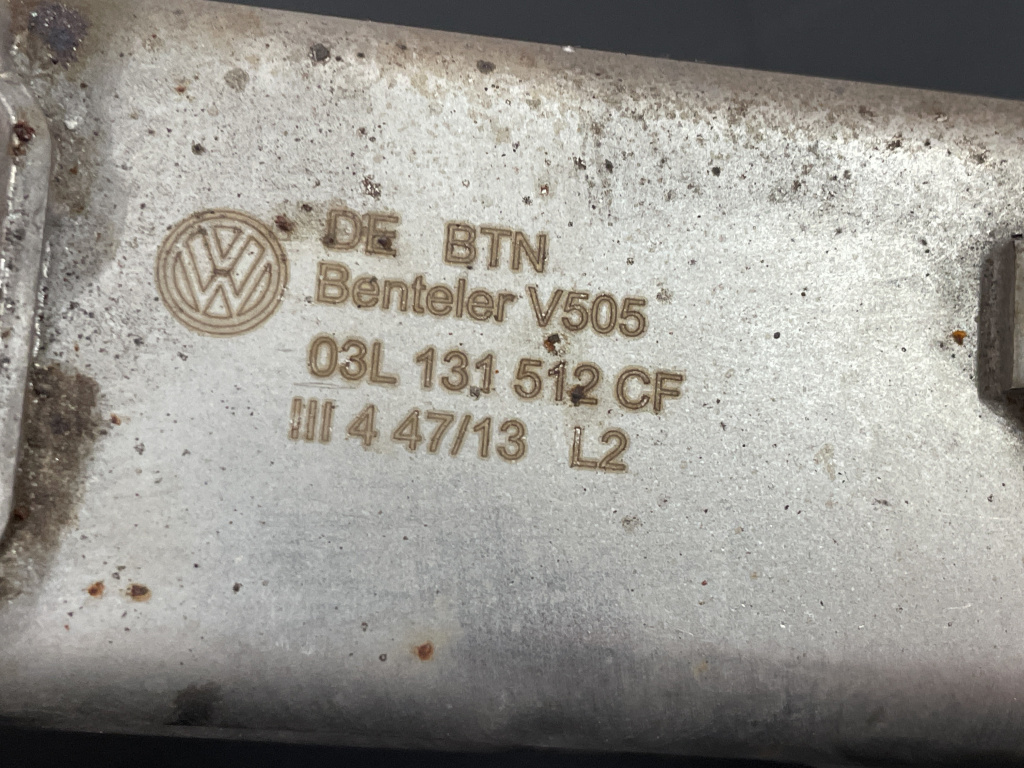 DE BTN
Benteler V505
03L 131 512 CF
III 4 47/13 L2